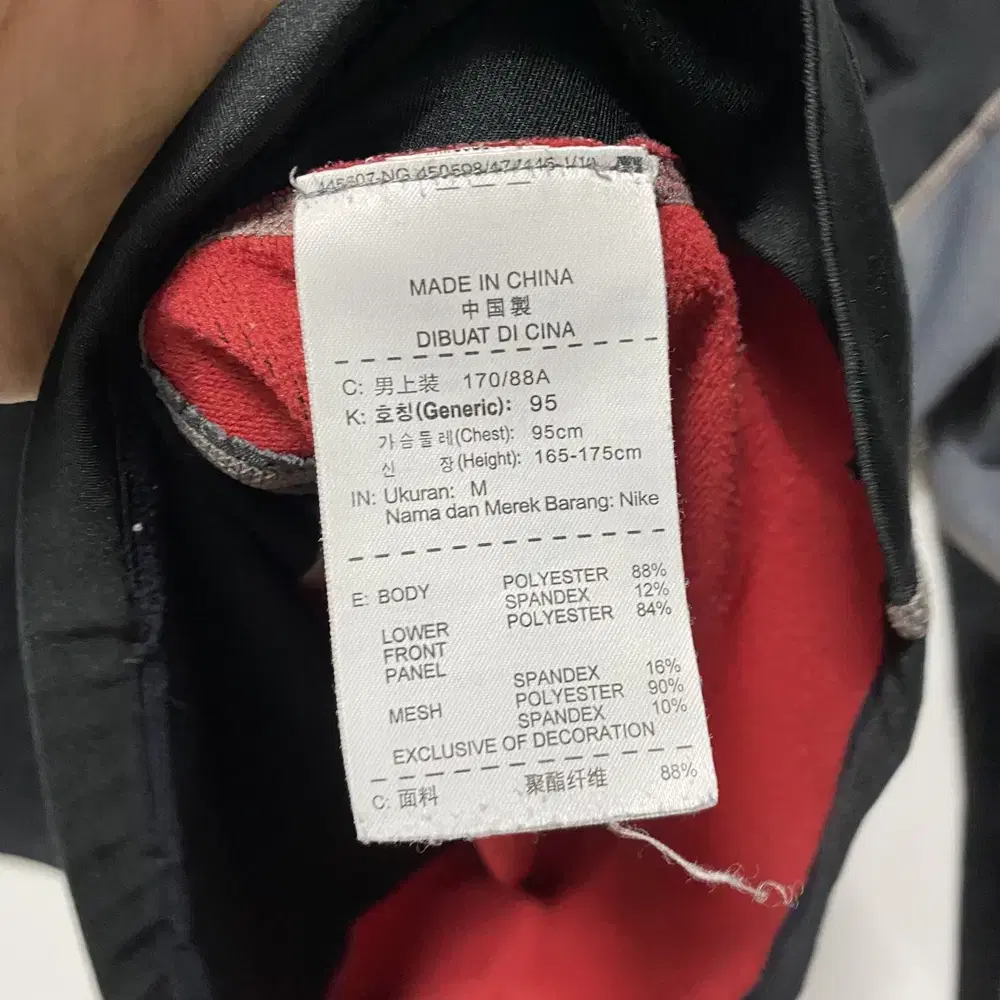 MADE IN CHINA
中国製
DIBUAT DI CINA
C: 男上装 170/88A
K: 호칭(Generic): 95
가슴둘레(Chest): 95cm
신 장(Height): 165-175cm
IN: Ukuran: M
Nama dan Merek Barang: Nike
E: BODY POLYESTER 88%
SPANDEX 12%
LOWER POLYESTER 84%
FRONT
PANEL SPANDEX 16%
MESH POLYESTER 90%
SPANDEX 10%
EXCLUSIVE OF DECORATION
C: 面料 聚酯纤维 88%